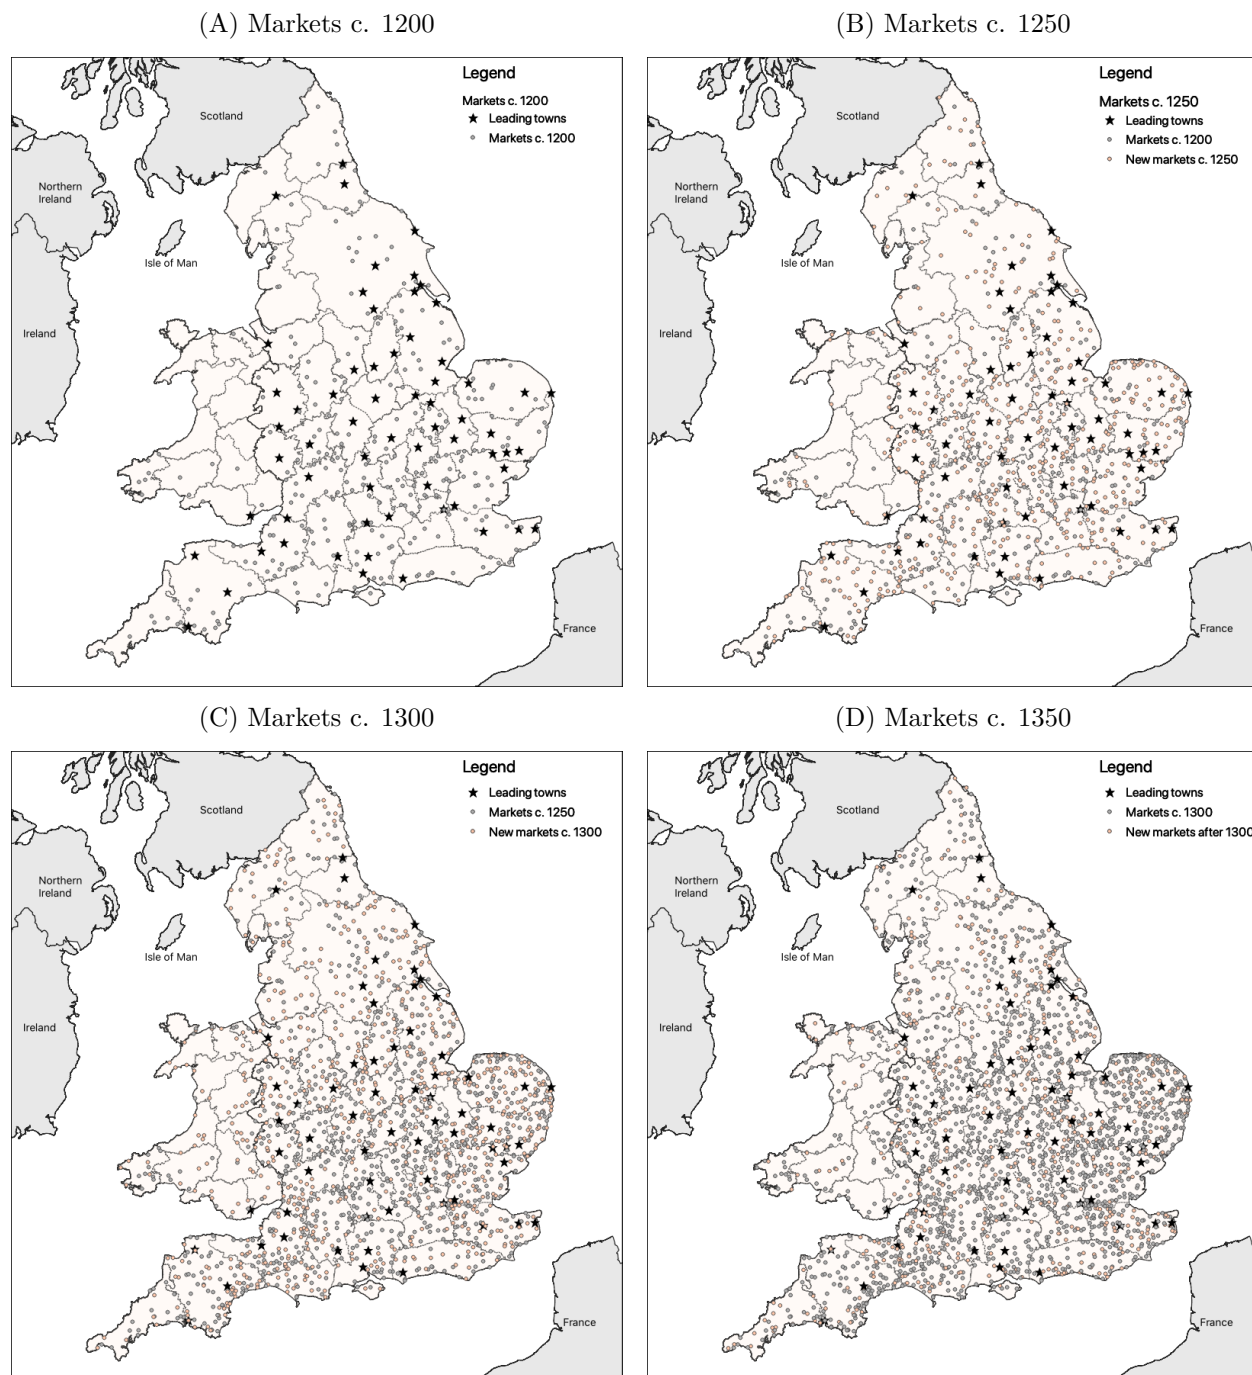 (A) Markets c. 1200
Legend
Markets c. 1200
Leading towns
Markets c. 1200
Scotland
Northern
Ireland
Isle of Man
Ireland
France
(B) Markets c. 1250
Legend
Markets c. 1250
Leading towns
Markets c. 1200
New markets c. 1250
Scotland
Northern
Ireland
Isle of Man
Ireland
France
(C) Markets c. 1300
Legend
Leading towns
Markets c. 1250
New markets c. 1300
Scotland
Northern
Ireland
Isle of Man
Ireland
France
(D) Markets c. 1350
Legend
Leading towns
Markets c. 1300
New markets after 1300
Scotland
Northern
Ireland
Isle of Man
Ireland
France